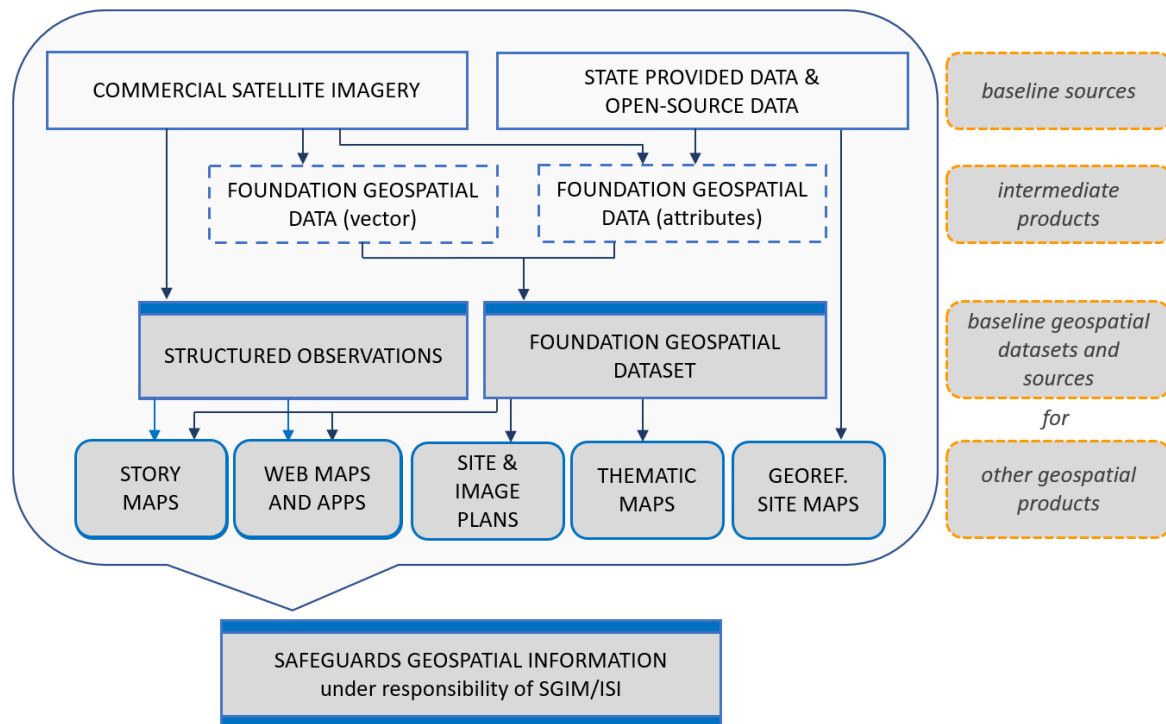 COMMERCIAL SATELLITE IMAGERY
STATE PROVIDED DATA &
OPEN-SOURCE DATA
baseline sources
FOUNDATION GEOSPATIAL
DATA (vector)
FOUNDATION GEOSPATIAL
DATA (attributes)
intermediate
products
STRUCTURED OBSERVATIONS
FOUNDATION GEOSPATIAL
DATASET
baseline geospatial
datasets and
sources
for
STORY
MAPS
WEB MAPS
AND APPS
SITE &
IMAGE
PLANS
THEMATIC
MAPS
GEOREF.
SITE MAPS
other geospatial
products
SAFEGUARDS GEOSPATIAL INFORMATION
under responsibility of SGIM/ISI